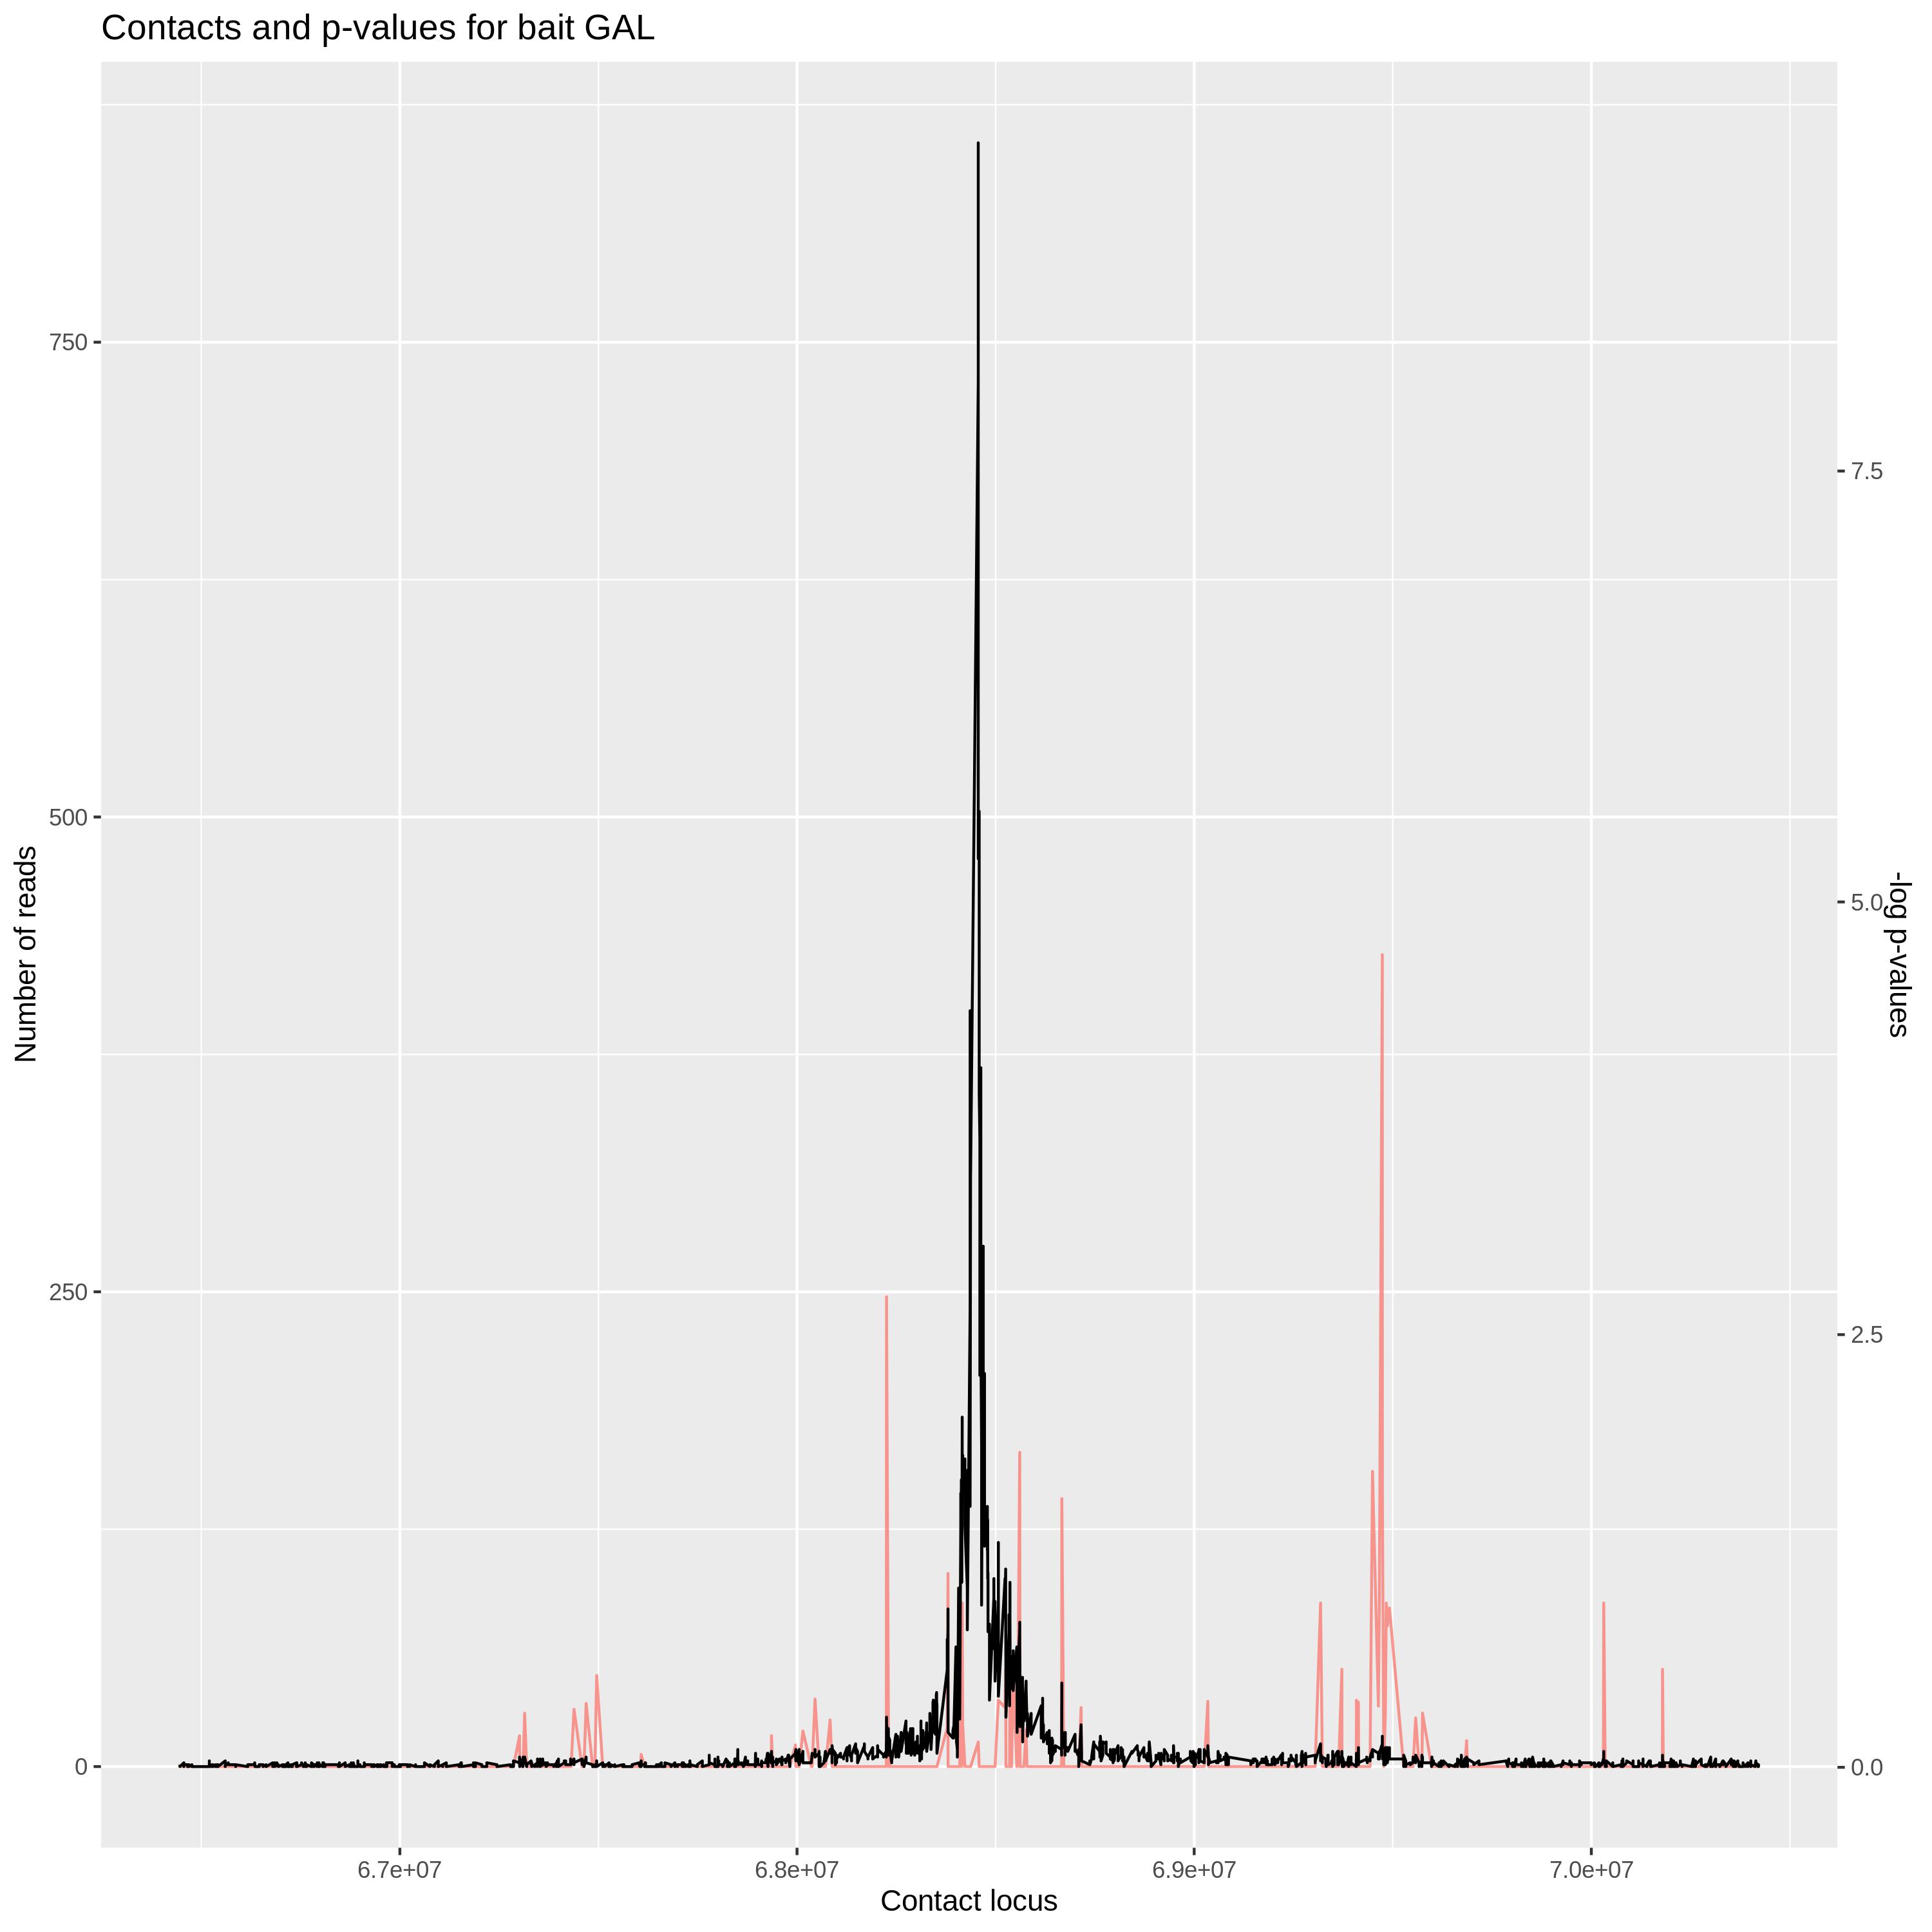 Contacts and p-values for bait GAL
Number of reads
750
500
250
0
7.5
5.0
2.5
0.0
-log p-values
6.7e+07
6.8e+07
6.9e+07
7.0e+07
Contact locus